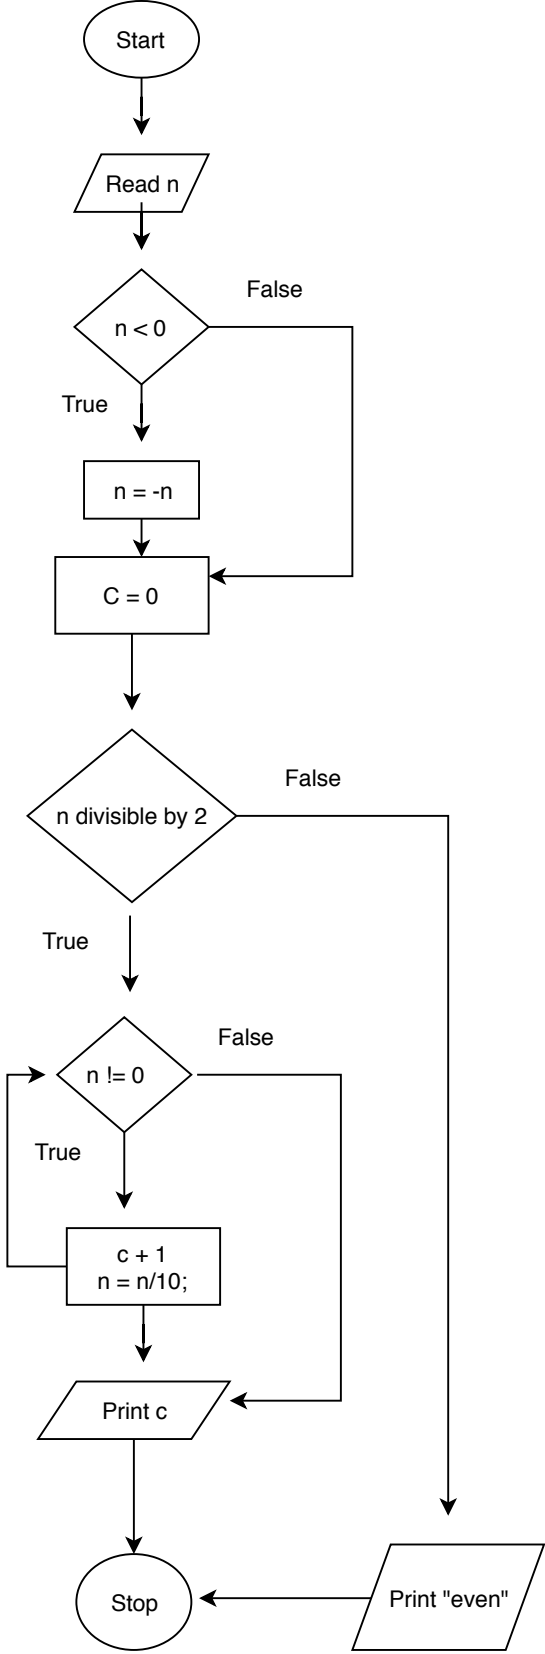 Start
Read n
False
n < 0
True
n = -n
C = 0
False
n divisible by 2
True
False
n != 0
True
c + 1
n = n/10;
Print c
Print "even"
Stop